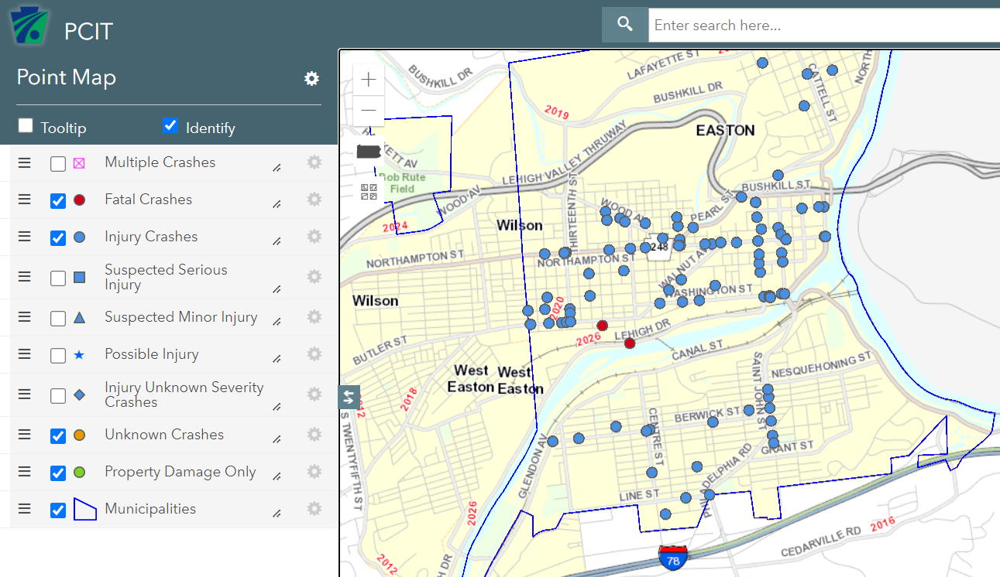 PCIT
Enter search here...
Point Map
Tooltip
Identify
Multiple Crashes
Fatal Crashes
Injury Crashes
Suspected Serious
Injury
Suspected Minor Injury
Possible Injury
Injury Unknown Severity
Crashes
Unknown Crashes
Property Damage Only
Municipalities
BUSHKILL DR
LAFAYETTE ST
CATTELL ST
NORTH
BUSHKILL DR
2019
EASTON
LEHIGH VALLEY THRUWAY
Bob Rute
Field
WOOD AV
BUSHKILL ST
THIRTEENTH ST
WOOD AV
PEARL ST
2024
Wilson
248
NORTHAMPTON ST
NORTHAMPTON ST
WALNUT AV
Wilson
WASHINGTON ST
2020
2026
LEHIGH DR
BUTLER ST
CANAL ST
West
Easton
West
Easton
SAINT JOHN ST
NESQUEHONING ST
2018
2012
S TWENTYFIFTH ST
CENTRE ST
BERWICK ST
GRANT ST
GLENDON AV
PHILADELPHIA RD
LINE ST
2026
CEDARVILLE RD
2016
2012
78